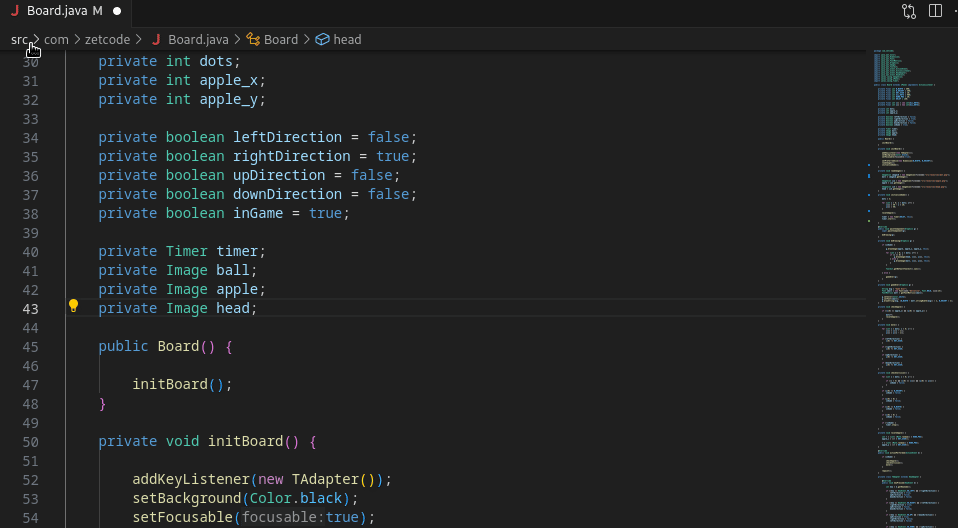 Board.java M
src > com > zetcode > Board.java > Board > head
30 private int dots;
31 private int apple_x;
32 private int apple_y;
33
34 private boolean leftDirection = false;
35 private boolean rightDirection = true;
36 private boolean upDirection = false;
37 private boolean downDirection = false;
38 private boolean inGame = true;
39
40 private Timer timer;
41 private Image ball;
42 private Image apple;
43 private Image head;
44
45 public Board() {
46
47 initBoard();
48 }
49
50 private void initBoard() {
51
52 addKeyListener(new TAdapter());
53 setBackground(Color.black);
54 setFocusable(focusable:true);